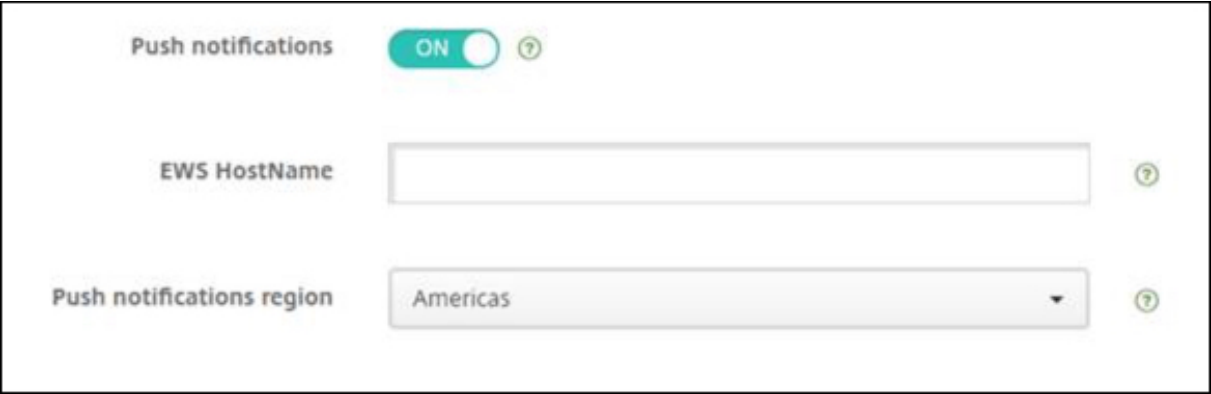 Push notifications ON ?
EWS HostName ?
Push notifications region Americas ?